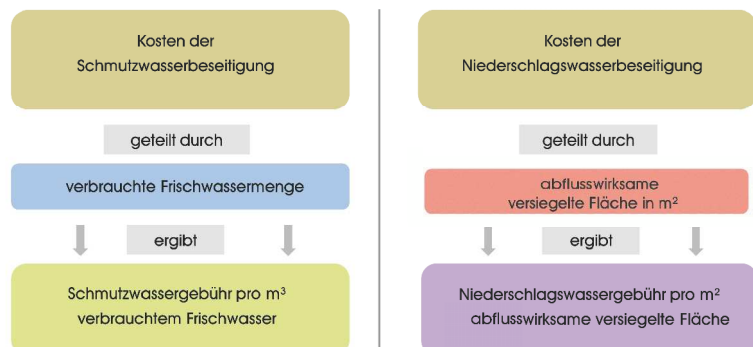 Kosten der
Schmutzwasserbeseitigung
geteilt durch
verbrauchte Frischwassermenge
ergibt
Schmutzwassergebühr pro m³
verbrauchtem Frischwasser
Kosten der
Niederschlagswasserbeseitigung
geteilt durch
abflusswirksame
versiegelte Fläche in m²
ergibt
Niederschlagswassergebühr pro m²
abflusswirksame versiegelte Fläche